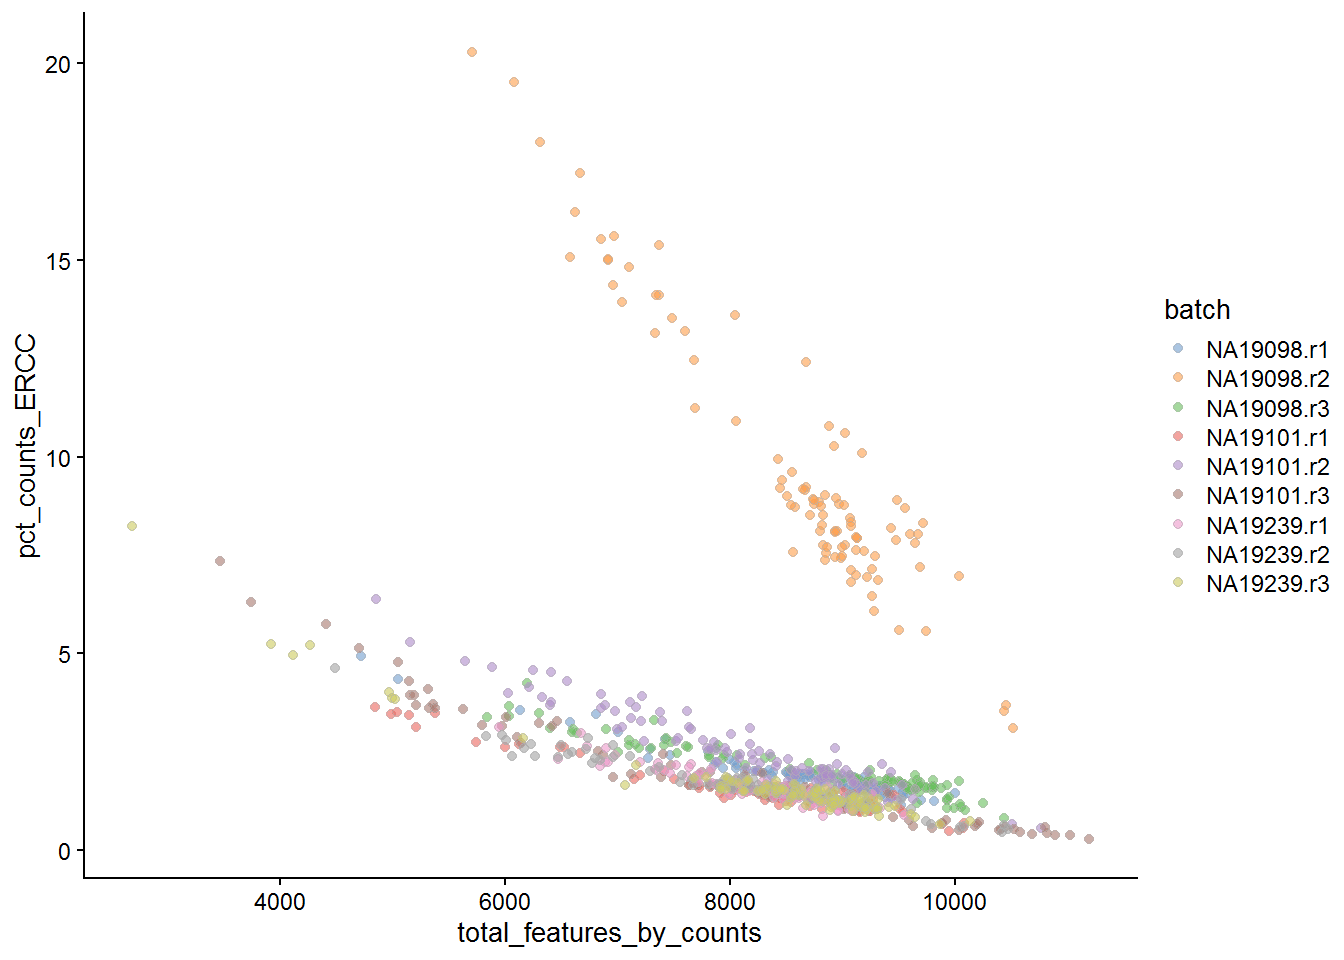 20
15
10
5
0
pct_counts_ERCC
4000
6000
8000
10000
total_features_by_counts
batch
NA19098.r1
NA19098.r2
NA19098.r3
NA19101.r1
NA19101.r2
NA19101.r3
NA19239.r1
NA19239.r2
NA19239.r3